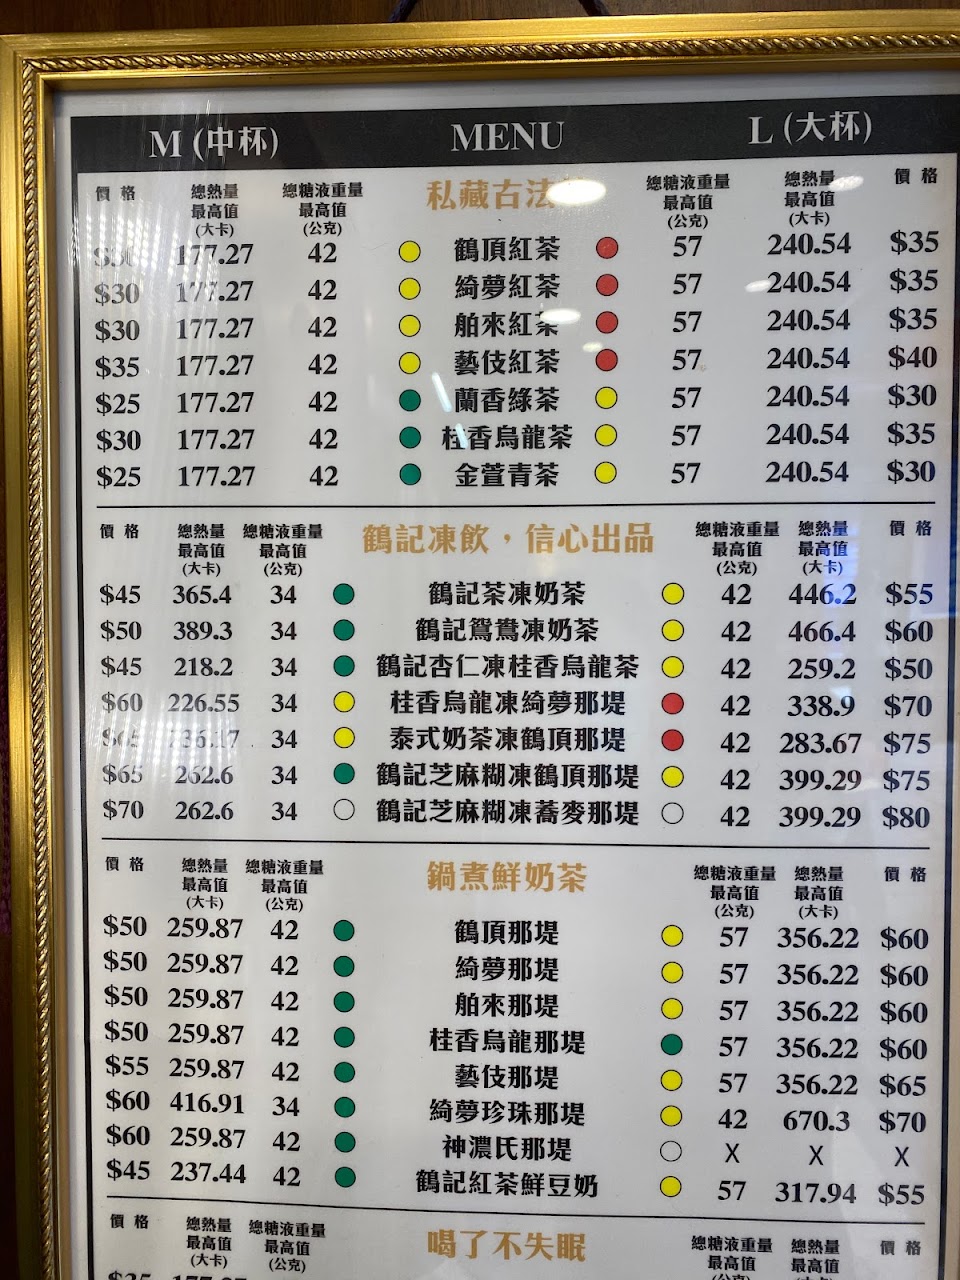 M (中杯) MENU L (大杯)
價格 總熱量 總糖液重量 私藏古法 總糖液重量 總熱量 價格
最高值 最高值 最高值 最高值
(大卡) (公克) (公克) (大卡)
177.27 42 鶴頂紅茶 57 240.54 $35
$30 177.27 42 綺夢紅茶 57 240.54 $35
$30 177.27 42 舶來紅茶 57 240.54 $35
$35 177.27 42 藝伎紅茶 57 240.54 $40
$25 177.27 42 蘭香綠茶 57 240.54 $30
$30 177.27 42 桂香烏龍茶 57 240.54 $35
$25 177.27 42 金萱青茶 57 240.54 $30
價格 總熱量 總糖液重量 鶴記凍飲，信心出品 總糖液重量 總熱量 價格
最高值 最高值 最高值 最高值
(大卡) (公克) (公克) (大卡)
$45 365.4 34 鶴記茶凍奶茶 42 446.2 $55
$50 389.3 34 鶴記鴛鴦凍奶茶 42 466.4 $60
$45 218.2 34 鶴記杏仁凍桂香烏龍茶 42 259.2 $50
$60 226.55 34 桂香烏龍凍綺夢那堤 42 338.9 $70
$65 34 泰式奶茶凍鶴頂那堤 42 283.67 $75
$65 262.6 34 鶴記芝麻糊凍鶴頂那堤 42 399.29 $75
$70 262.6 34 鶴記芝麻糊凍蕎麥那堤 42 399.29 $80
價格 總熱量 總糖液重量 鍋煮鮮奶茶 總糖液重量 總熱量 價格
最高值 最高值 最高值 最高值
(大卡) (公克) (公克) (大卡)
$50 259.87 42 鶴頂那堤 57 356.22 $60
$50 259.87 42 綺夢那堤 57 356.22 $60
$50 259.87 42 舶來那堤 57 356.22 $60
$50 259.87 42 桂香烏龍那堤 57 356.22 $60
$55 259.87 42 藝伎那堤 57 356.22 $65
$60 416.91 34 綺夢珍珠那堤 42 670.3 $70
$60 259.87 42 神濃氏那堤 X X X
$45 237.44 42 鶴記紅茶鮮豆奶 57 317.94 $55
價格 總熱量 總糖液重量 喝了不失眠 總糖液重量 總熱量 價格
最高值 最高值 最高值 最高值
(大卡) (公克)